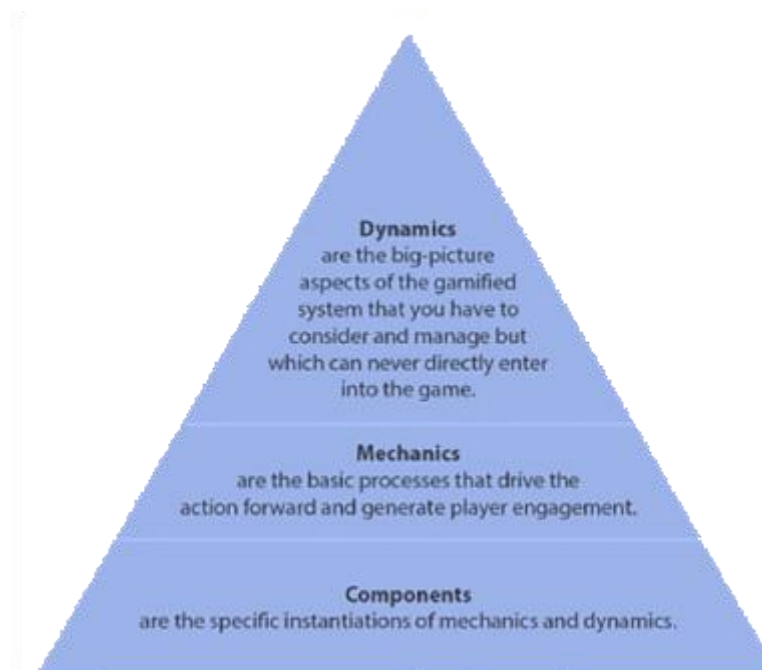 Dynamics
are the big-picture
aspects of the gamified
system that you have to
consider and manage but
which can never directly enter
into the game.
Mechanics
are the basic processes that drive the
action forward and generate player engagement.
Components
are the specific instantiations of mechanics and dynamics.